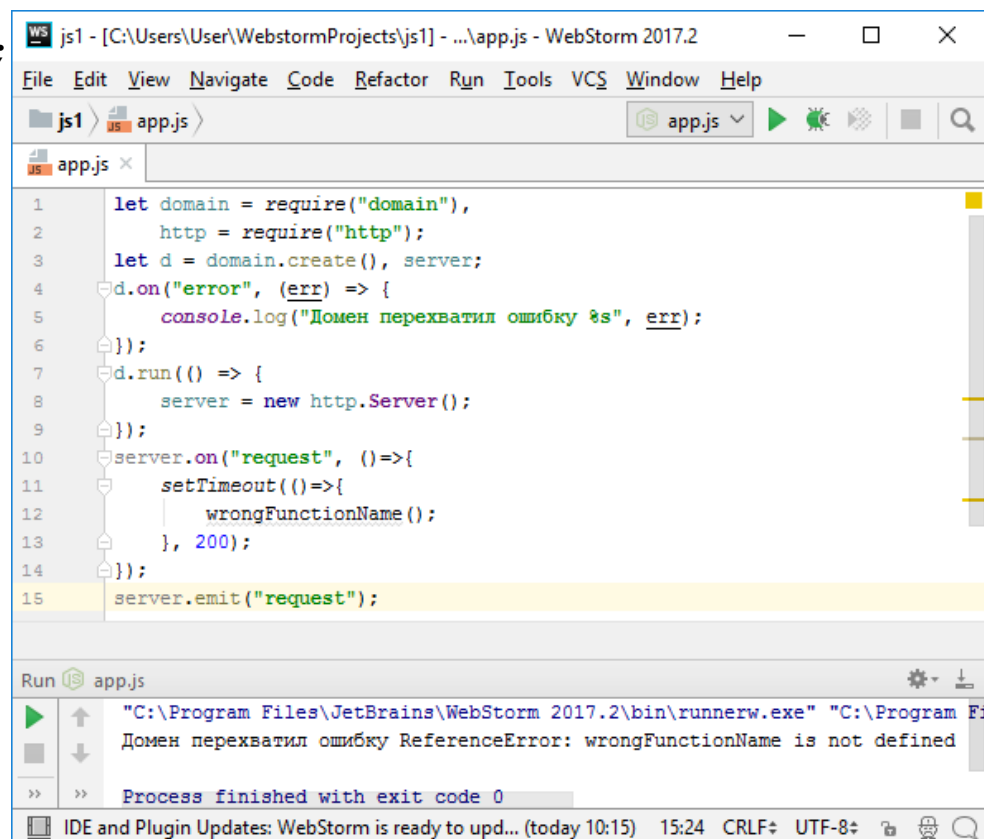 ;
WS js1 - [C:\Users\User\WebstormProjects\js1] - ...\app.js - WebStorm 2017.2
File Edit View Navigate Code Refactor Run Tools VCS Window Help
js1 JS app.js app.js
JS app.js
1 let domain = require("domain"),
2     http = require("http");
3 let d = domain.create(), server;
4 d.on("error", (err) => {
5     console.log("Домен перехватил ошибку %s", err);
6 });
7 d.run(() => {
8     server = new http.Server();
9 });
10 server.on("request", ()=>{
11     setTimeout(()=>{
12         wrongFunctionName();
13     }, 200);
14 });
15 server.emit("request");
Run JS app.js
"C:\Program Files\JetBrains\WebStorm 2017.2\bin\runnerw.exe" "C:\Program Fi
Домен перехватил ошибку ReferenceError: wrongFunctionName is not defined
>> >> Process finished with exit code 0
IDE and Plugin Updates: WebStorm is ready to upd... (today 10:15) 15:24 CRLF UTF-8